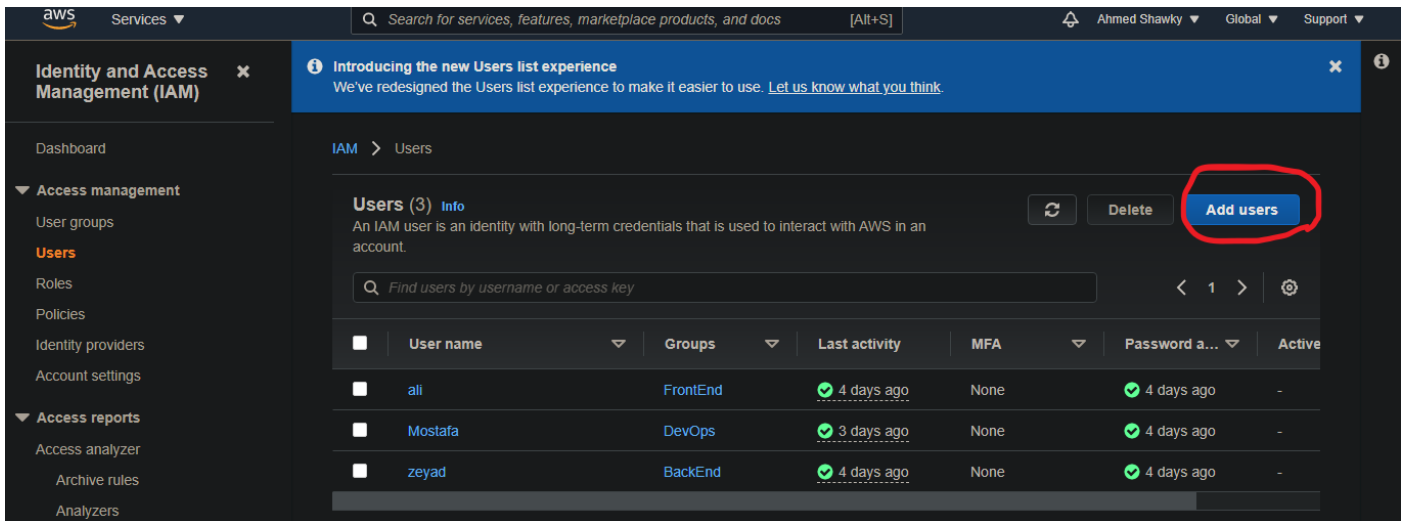 aws Services Search for services, features, marketplace products, and docs [Alt+S] Ahmed Shawky Global Support
Identity and Access
Management (IAM)
Dashboard
Access management
User groups
Users
Roles
Policies
Identity providers
Account settings
Access reports
Access analyzer
Archive rules
Analyzers
Introducing the new Users list experience
We've redesigned the Users list experience to make it easier to use. Let us know what you think.
IAM > Users
Users (3) Info
An IAM user is an identity with long-term credentials that is used to interact with AWS in an
account.
Delete Add users
Find users by username or access key
< 1 >
User name Groups Last activity MFA Password a... Active
ali FrontEnd 4 days ago None 4 days ago -
Mostafa DevOps 3 days ago None 4 days ago -
zeyad BackEnd 4 days ago None 4 days ago -